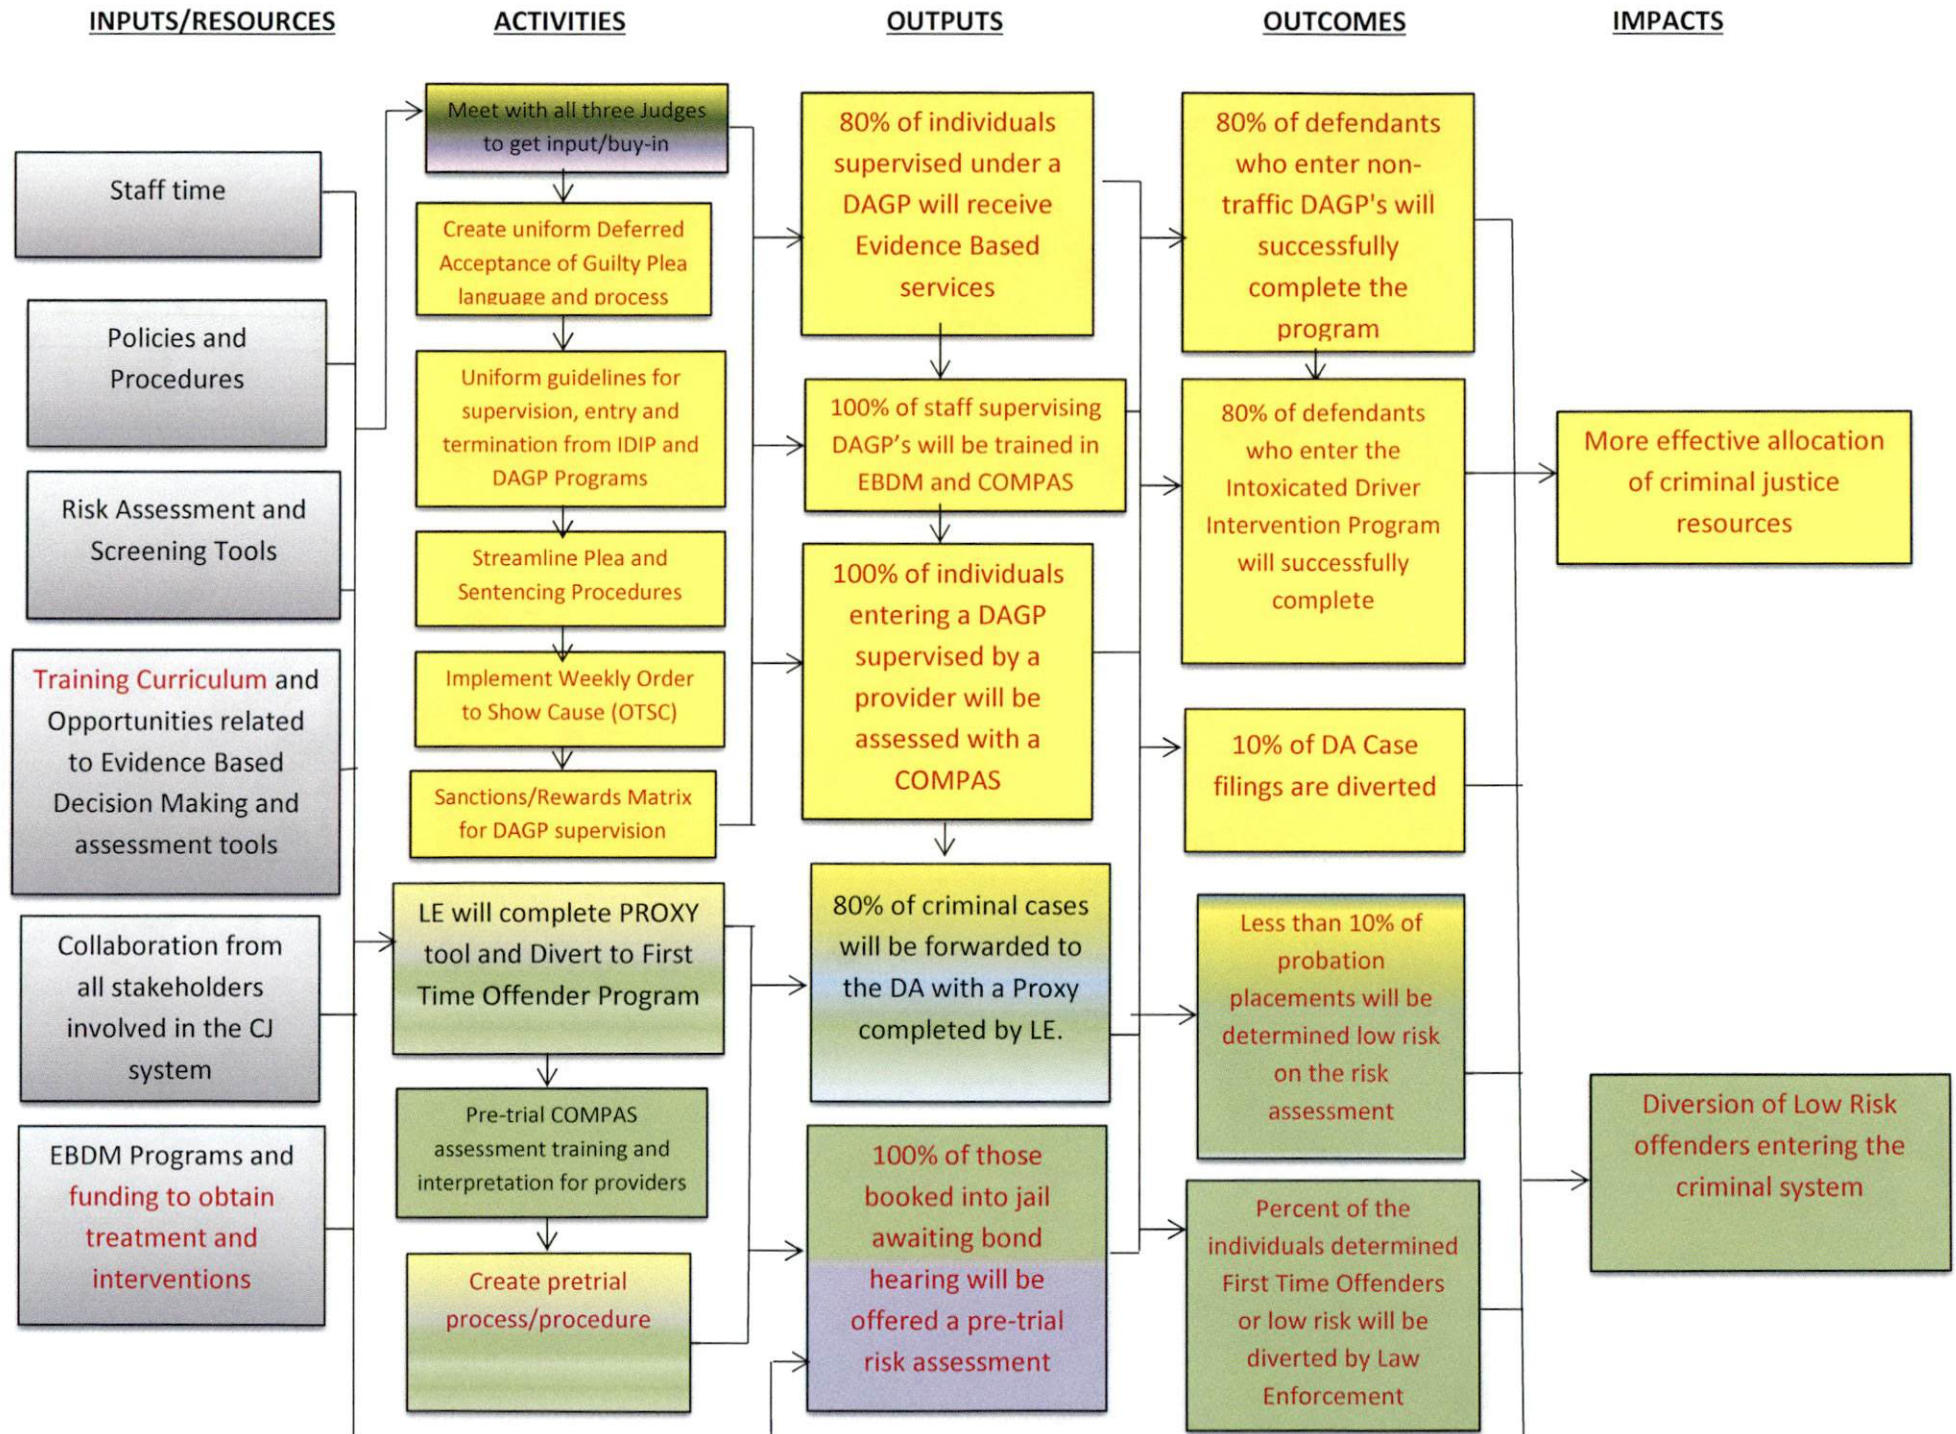 INPUTS/RESOURCES
ACTIVITIES
OUTPUTS
OUTCOMES
IMPACTS
Staff time
Policies and
Procedures
Risk Assessment and
Screening Tools
Training Curriculum and
Opportunities related
to Evidence Based
Decision Making and
assessment tools
Collaboration from
all stakeholders
involved in the CJ
system
EBDM Programs and
funding to obtain
treatment and
interventions
Meet with all three Judges
to get input/buy-in
Create uniform Deferred
Acceptance of Guilty Plea
language and process
Uniform guidelines for
supervision, entry and
termination from IDIP and
DAGP Programs
Streamline Plea and
Sentencing Procedures
Implement Weekly Order
to Show Cause (OTSC)
Sanctions/Rewards Matrix
for DAGP supervision
LE will complete PROXY
tool and Divert to First
Time Offender Program
Pre-trial COMPAS
assessment training and
interpretation for providers
Create pretrial
process/procedure
80% of individuals
supervised under a
DAGP will receive
Evidence Based
services
100% of staff supervising
DAGP’s will be trained in
EBDM and COMPAS
100% of individuals
entering a DAGP
supervised by a
provider will be
assessed with a
COMPAS
80% of criminal cases
will be forwarded to
the DA with a Proxy
completed by LE.
100% of those
booked into jail
awaiting bond
hearing will be
offered a pre-trial
risk assessment
80% of defendants
who enter non-
traffic DAGP's will
successfully
complete the
program
80% of defendants
who enter the
Intoxicated Driver
Intervention Program
will successfully
complete
10% of DA Case
filings are diverted
Less than 10% of
probation
placements will be
determined low risk
on the risk
assessment
Percent of the
individuals determined
First Time Offenders
or low risk will be
diverted by Law
Enforcement
More effective allocation
of criminal justice
resources
Diversion of Low Risk
offenders entering the
criminal system